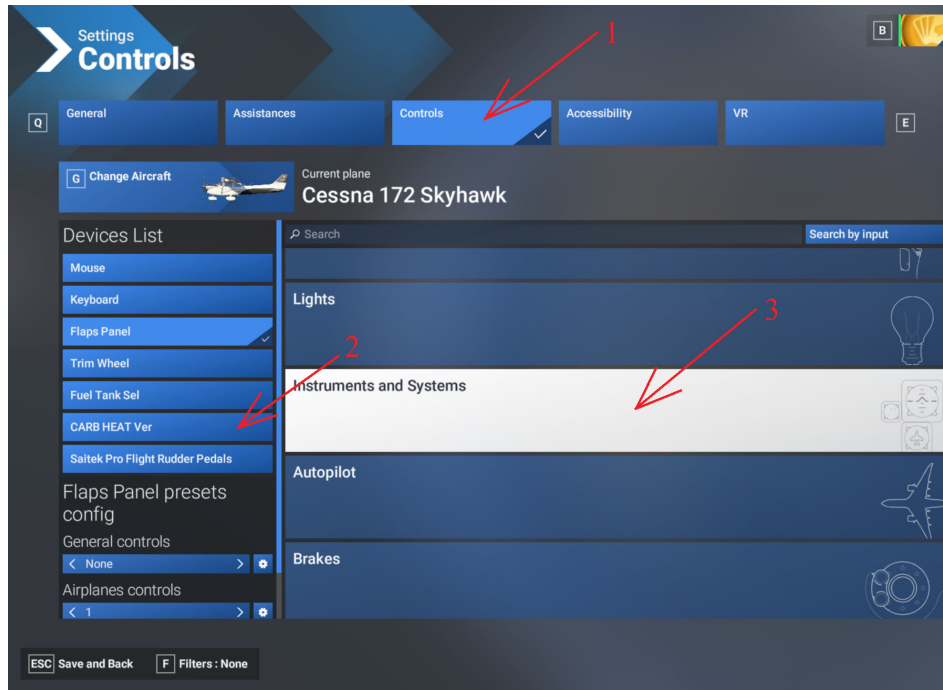 Settings
Controls
1
B
Q
General
Assistances
Controls
Accessibility
VR
E
G Change Aircraft
Current plane
Cessna 172 Skyhawk
Devices List
Search
Search by input
Mouse
Keyboard
Lights
Flaps Panel
3
2
Trim Wheel
Fuel Tank Sel
Instruments and Systems
CARB HEAT Ver
Saitek Pro Flight Rudder Pedals
Autopilot
Flaps Panel presets
config
General controls
< None >
Brakes
Airplanes controls
< 1 >
ESC Save and Back
F Filters : None